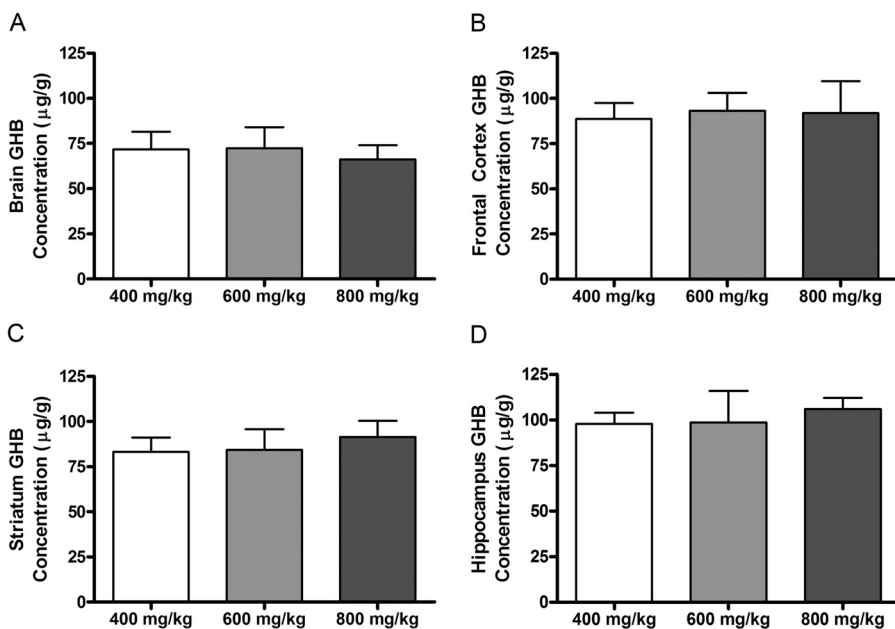 A
Brain GHB
Concentration (μg/g)
125
100
75
50
25
0
400 mg/kg 600 mg/kg 800 mg/kg
B
Frontal Cortex GHB
Concentration (μg/g)
125
100
75
50
25
0
400 mg/kg 600 mg/kg 800 mg/kg
C
Striatum GHB
Concentration (μg/g)
125
100
75
50
25
0
400 mg/kg 600 mg/kg 800 mg/kg
D
Hippocampus GHB
Concentration (μg/g)
125
100
75
50
25
0
400 mg/kg 600 mg/kg 800 mg/kg